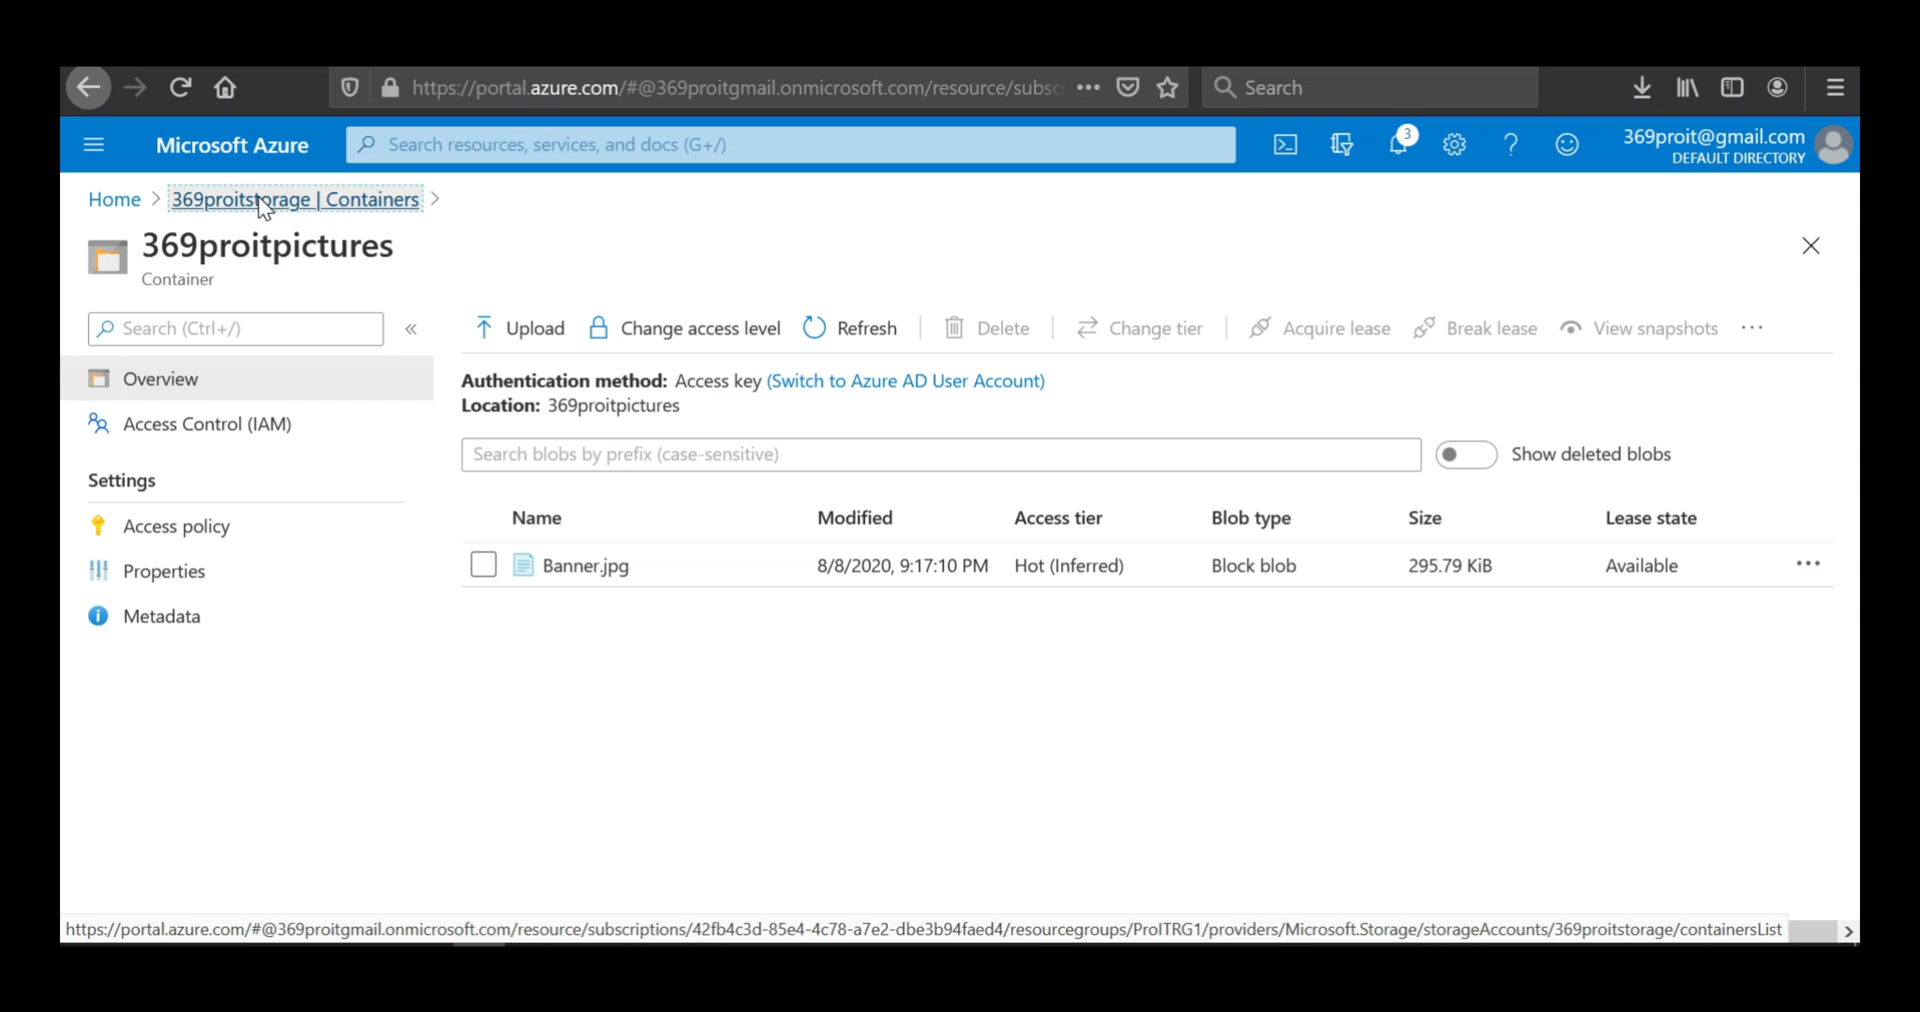 https://portal.azure.com/#@369proitgmail.onmicrosoft.com/resource/subsc
Search
Microsoft Azure
Search resources, services, and docs (G+/)
3
369proit@gmail.com
DEFAULT DIRECTORY
Home > 369proitstorage | Containers >
369proitpictures
Container
Search (Ctrl+/)
«
Upload
Change access level
Refresh
Delete
Change tier
Acquire lease
Break lease
View snapshots
Overview
Access Control (IAM)
Settings
Access policy
Properties
Metadata
Authentication method: Access key (Switch to Azure AD User Account)
Location: 369proitpictures
Search blobs by prefix (case-sensitive)
Show deleted blobs
Name Modified Access tier Blob type Size Lease state
Banner.jpg 8/8/2020, 9:17:10 PM Hot (Inferred) Block blob 295.79 KiB Available
https://portal.azure.com/#@369proitgmail.onmicrosoft.com/resource/subscriptions/42fb4c3d-85e4-4c78-a7e2-dbe3b94faed4/resourcegroups/ProITRG1/providers/Microsoft.Storage/storageAccounts/369proitstorage/containersList